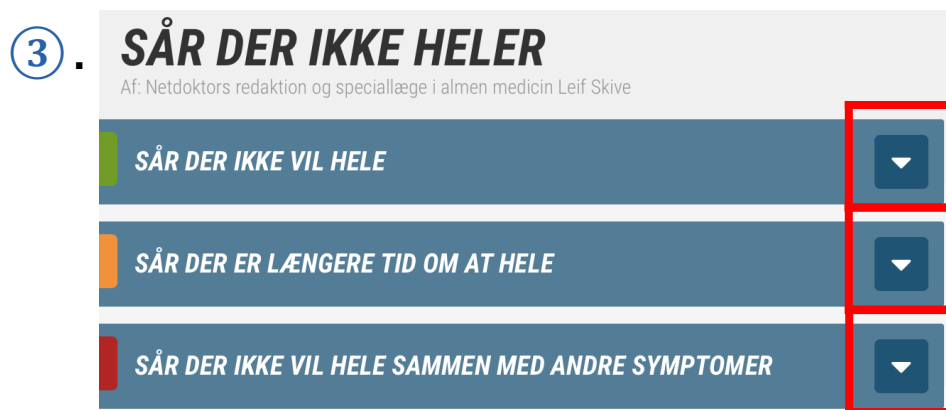 ③. SÅR DER IKKE HELER
Af: Netdoktors redaktion og speciallæge i almen medicin Leif Skive
SÅR DER IKKE VIL HELE
SÅR DER ER LÆNGERE TID OM AT HELE
SÅR DER IKKE VIL HELE SAMMEN MED ANDRE SYMPTOMER